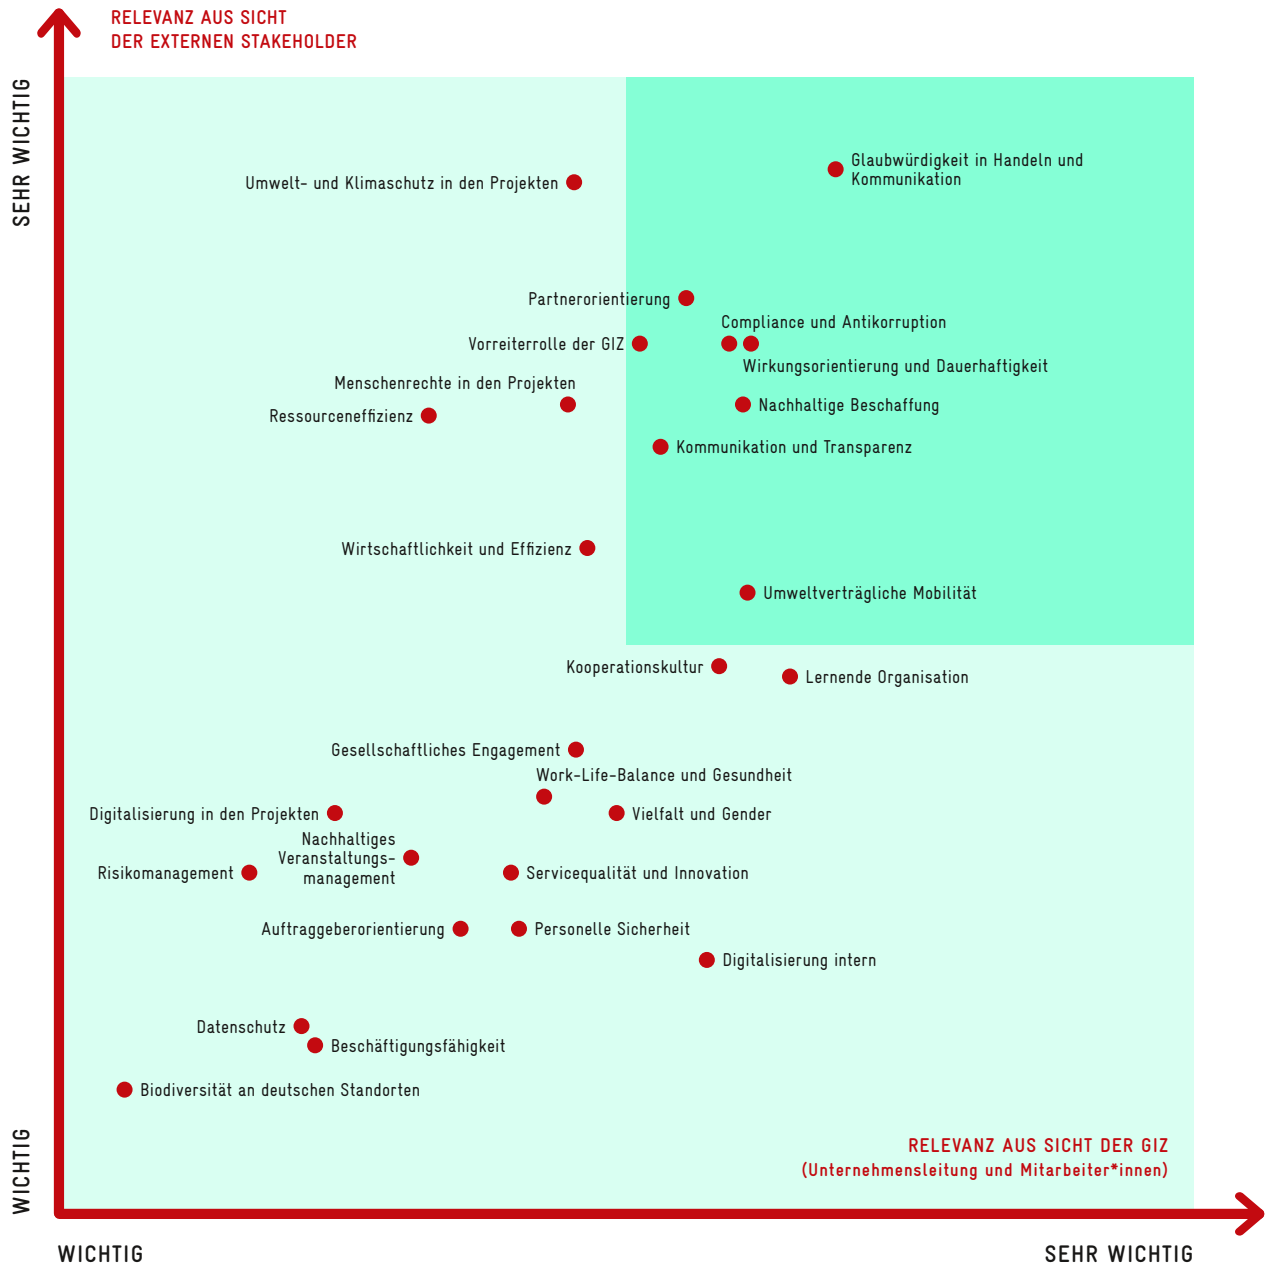 RELEVANZ AUS SICHT
DER EXTERNEN STAKEHOLDER
SEHR WICHTIG
Glaubwürdigkeit in Handeln und
Kommunikation
Umwelt- und Klimaschutz in den Projekten
Partnerorientierung
Compliance und Antikorruption
Vorreiterrolle der GIZ
Wirkungsorientierung und Dauerhaftigkeit
Menschenrechte in den Projekten
Nachhaltige Beschaffung
Ressourceneffizienz
Kommunikation und Transparenz
Wirtschaftlichkeit und Effizienz
Umweltverträgliche Mobilität
Kooperationskultur
Lernende Organisation
Gesellschaftliches Engagement
Work-Life-Balance und Gesundheit
Digitalisierung in den Projekten
Vielfalt und Gender
Nachhaltiges
Veranstaltungs-
management
Risikomanagement
Servicequalität und Innovation
Auftraggeberorientierung
Personelle Sicherheit
Digitalisierung intern
Datenschutz
Beschäftigungsfähigkeit
Biodiversität an deutschen Standorten
WICHTIG
RELEVANZ AUS SICHT DER GIZ
(Unternehmensleitung und Mitarbeiter*innen)
WICHTIG
SEHR WICHTIG